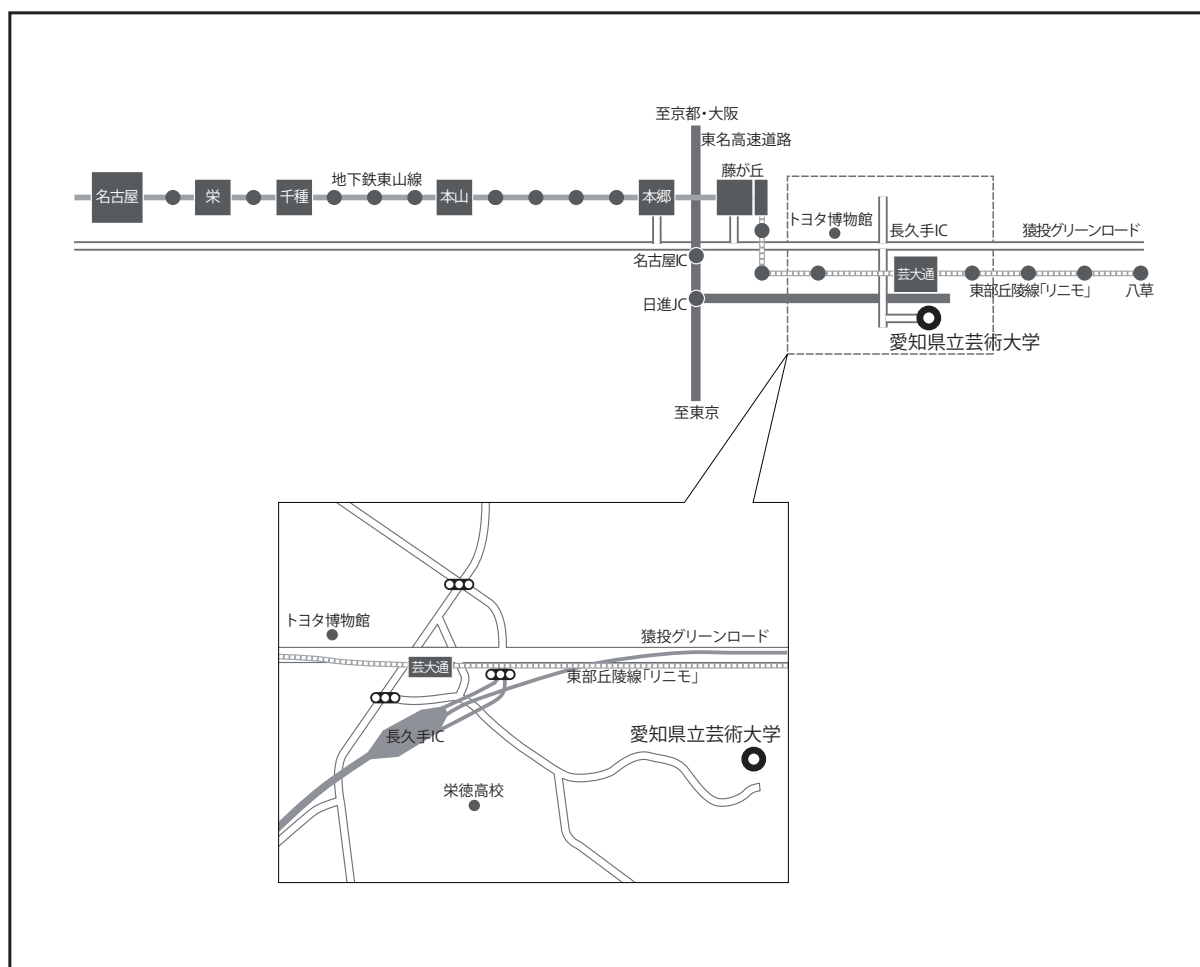 至京都・大阪
東名高速道路
藤が丘
地下鉄東山線
名古屋
栄
千種
本山
本郷
トヨタ博物館
長久手IC
猿投グリーンロード
名古屋IC
芸大通
東部丘陵線「リニモ」
八草
日進JC
愛知県立芸術大学
至東京
トヨタ博物館
猿投グリーンロード
芸大通
東部丘陵線「リニモ」
長久手IC
愛知県立芸術大学
栄徳高校